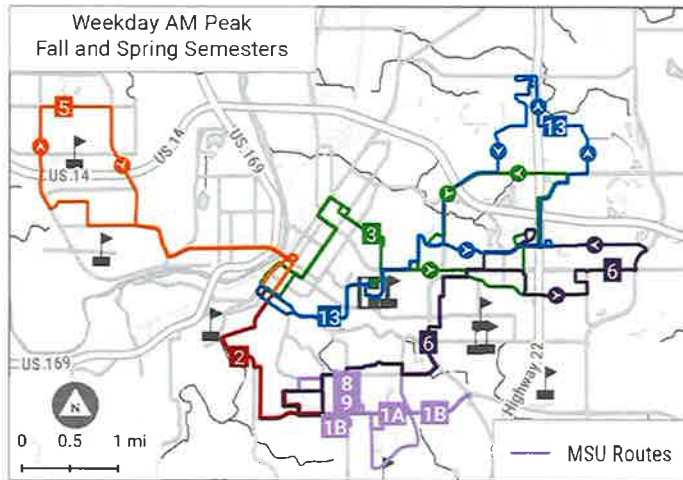 Weekday AM Peak
Fall and Spring Semesters
5
13
US.14
US.14
US.169
3
6
13
6
US.169
2
8
9
1A
1B
1B
Highway 22
N
0 0.5 1 mi
MSU Routes